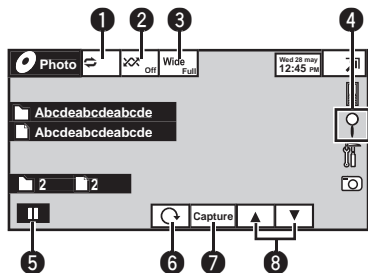 1 2 3 4
Photo
Off
Wide
Full
Wed 28 may
12:45 PM
Abcdeabcdeabcde
Abcdeabcdeabcde
2 2
Capture
5 6 7 8